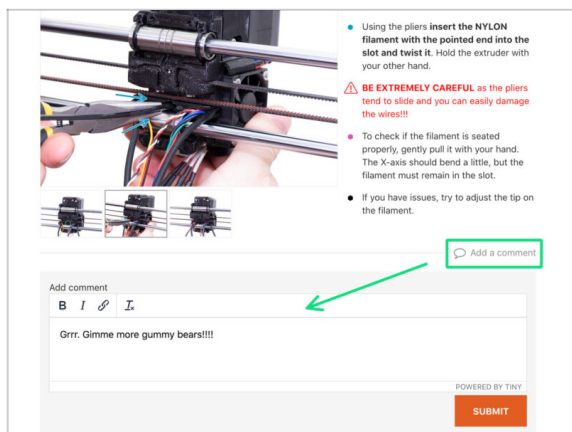 Using the pliers insert the NYLON
filament with the pointed end into the
slot and twist it. Hold the extruder with
your other hand.
BE EXTREMELY CAREFUL as the pliers
tend to slide and you can easily damage
the wires!!!
To check if the filament is seated
properly, gently pull it with your hand.
The X-axis should bend a little, but the
filament must remain in the slot.
If you have issues, try to adjust the tip on
the filament.
Add a comment
Add comment
B I Tx
Grrr. Gimme more gummy bears!!!!
POWERED BY TINY
SUBMIT